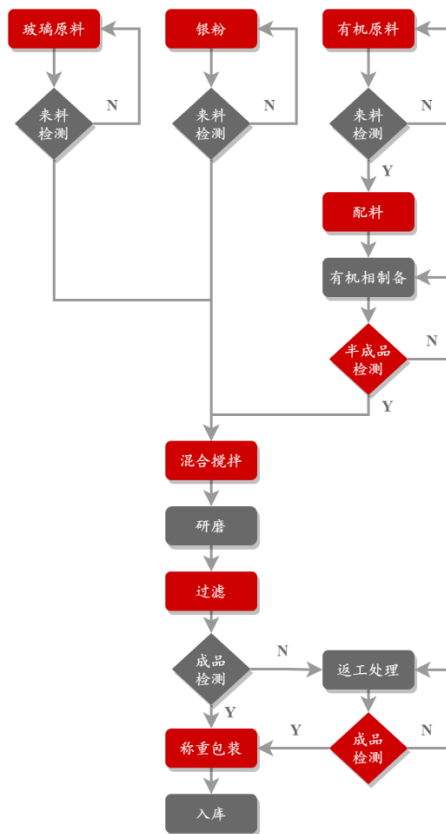 玻璃原料
银粉
有机原料
来料
检测
N
来料
检测
N
来料
检测
N
Y
配料
有机相制备
半成品
检测
N
Y
混合搅拌
研磨
过滤
成品
检测
N
返工处理
Y
称重包装
Y
成品
检测
N
入库